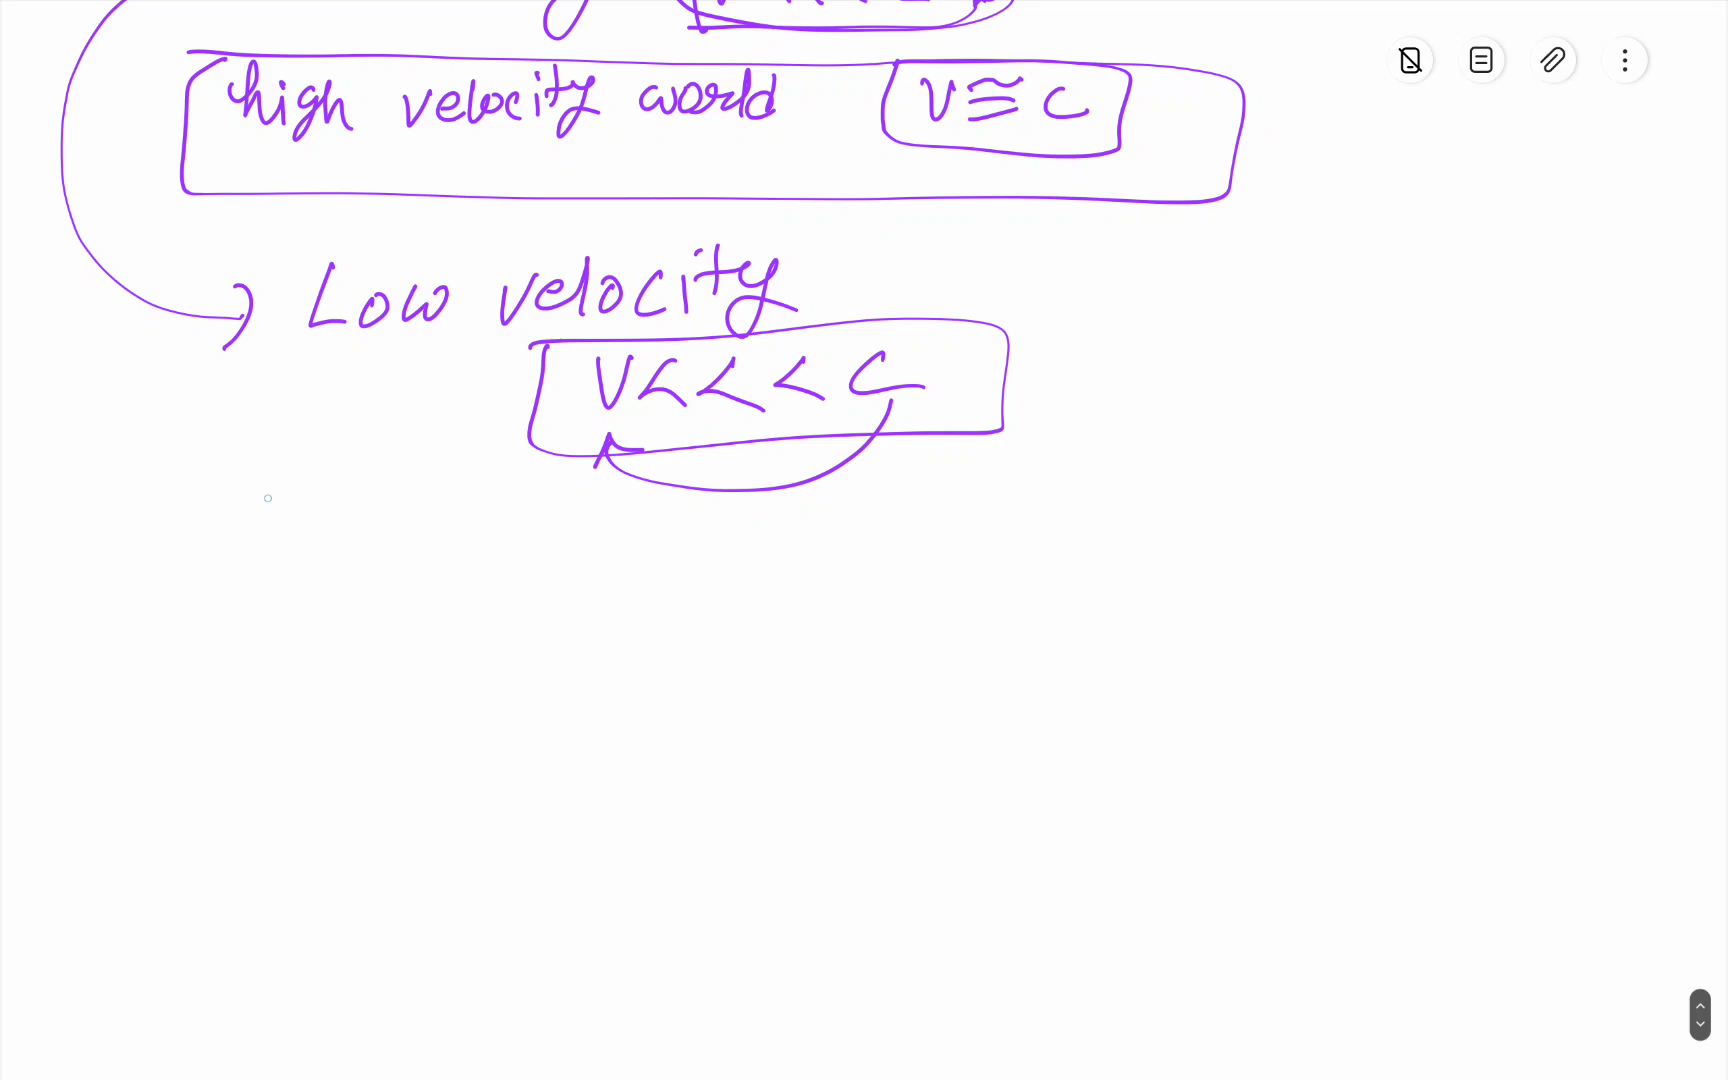 high velocity world v ≅ c
Low velocity
V < < < C